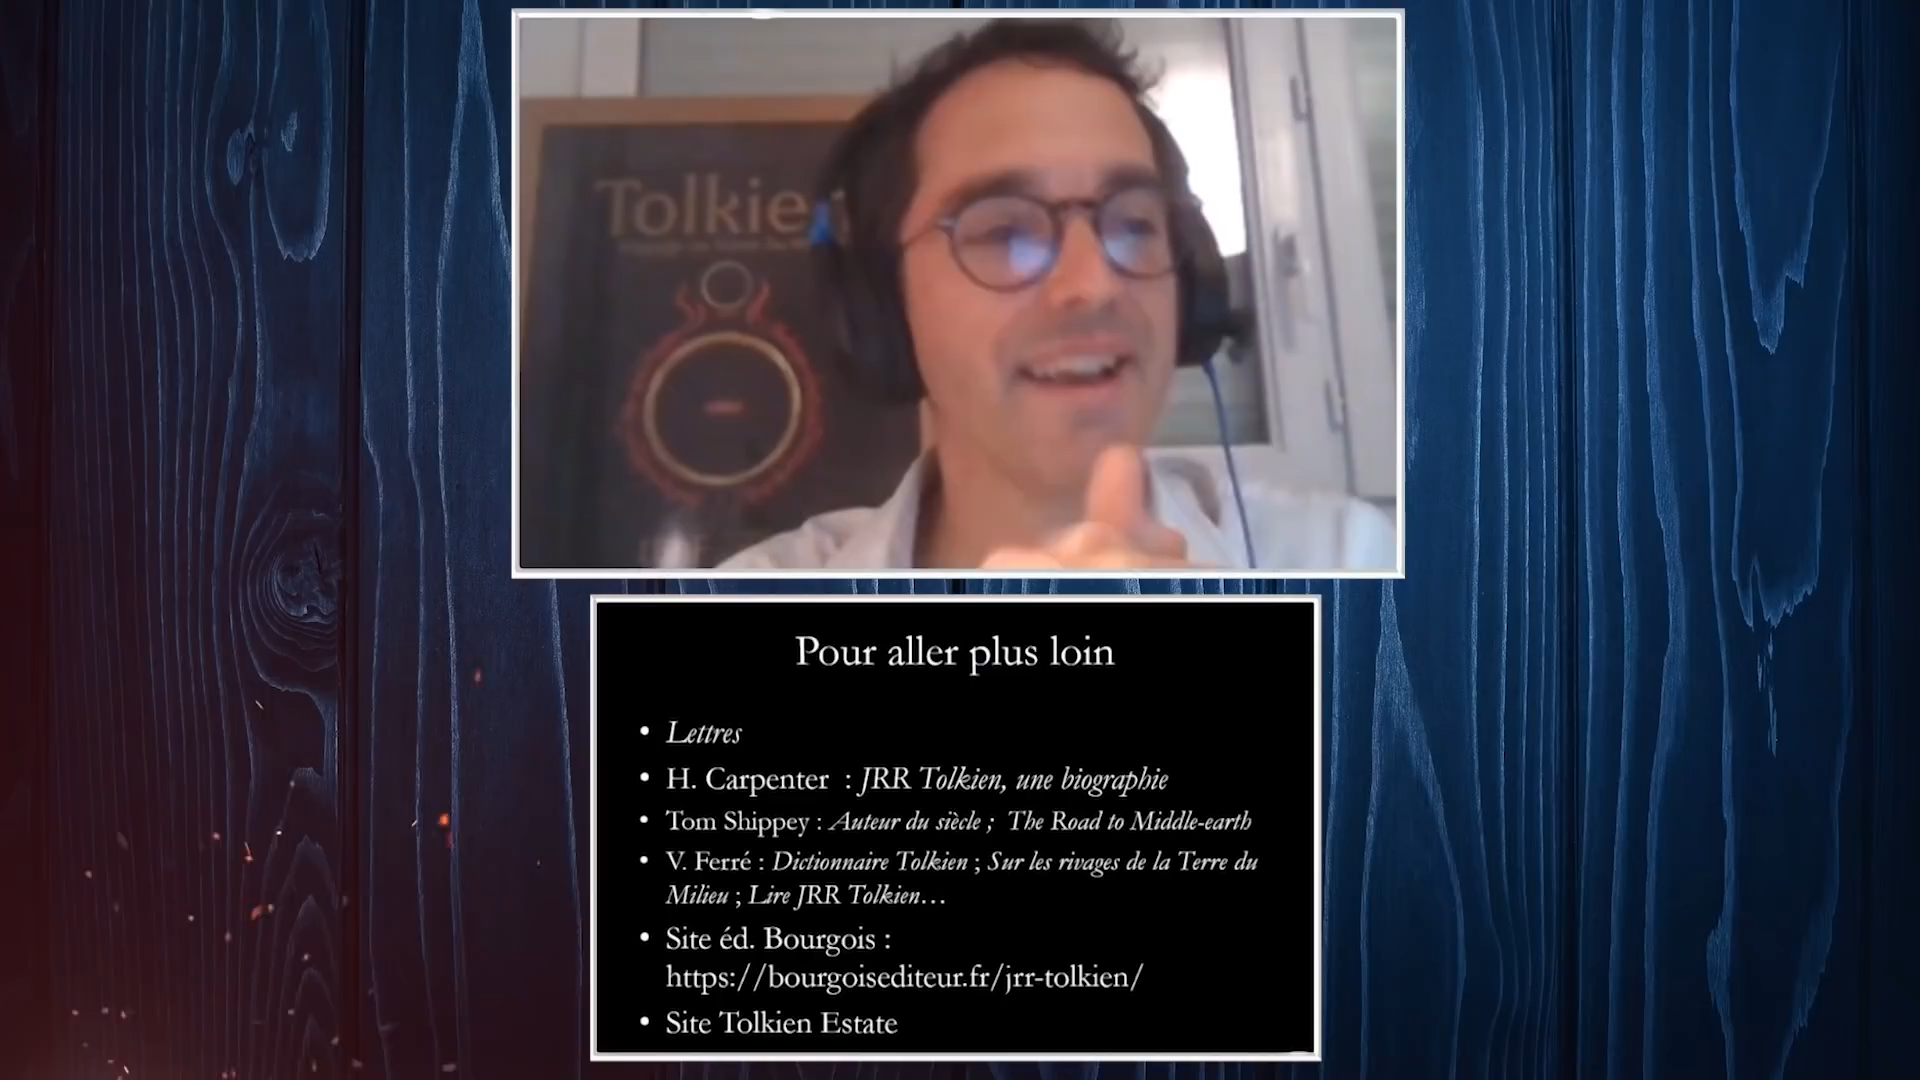 Tolkie
Pour aller plus loin
• Lettres
• H. Carpenter : JRR Tolkien, une biographie
• Tom Shippey : Auteur du siècle ; The Road to Middle-earth
• V. Ferré : Dictionnaire Tolkien ; Sur les rivages de la Terre du
Milieu ; Lire JRR Tolkien…
• Site éd. Bourgois :
https://bourgoisediteur.fr/jrr-tolkien/
• Site Tolkien Estate